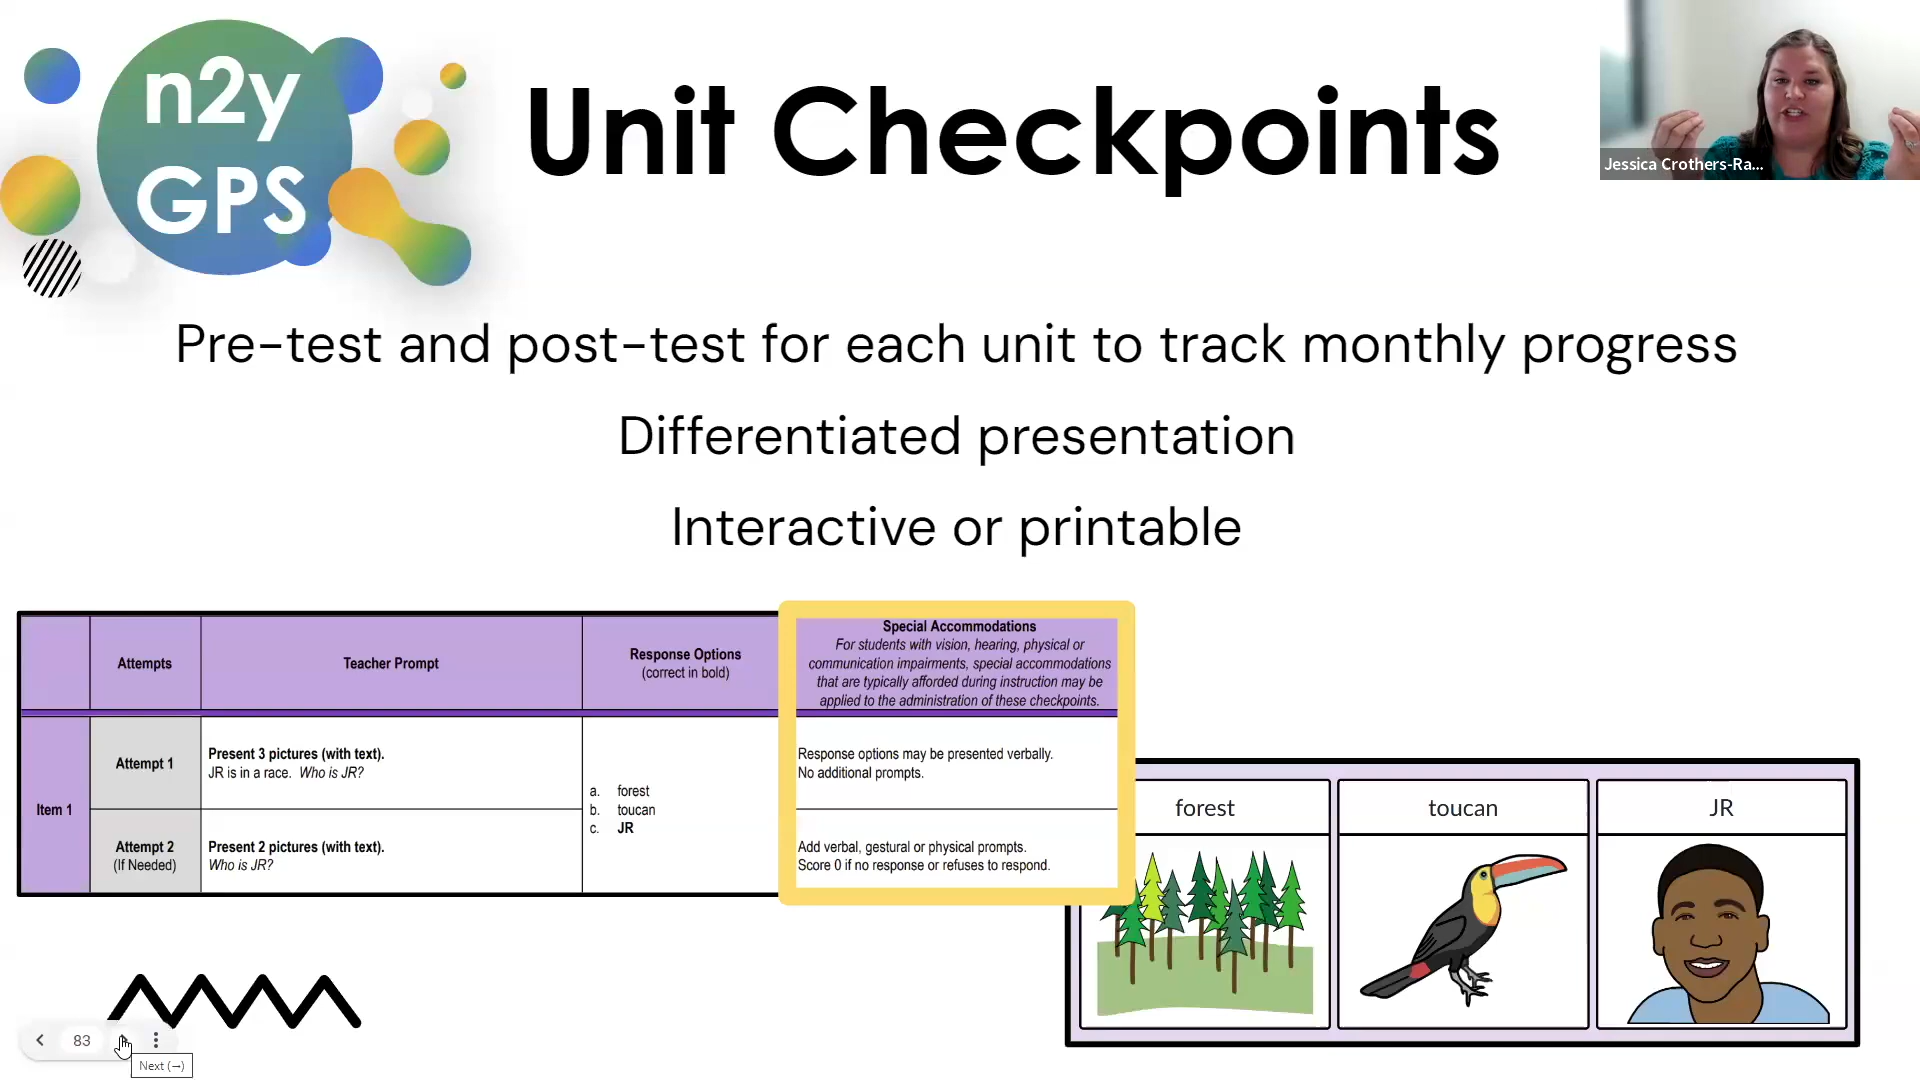 n2y
GPS
Unit Checkpoints
Jessica Crothers-Ra...
Pre-test and post-test for each unit to track monthly progress
Differentiated presentation
Interactive or printable
Attempts
Teacher Prompt
Response Options
(correct in bold)
Special Accommodations
For students with vision, hearing, physical or
communication impairments, special accommodations
that are typically afforded during instruction may be
applied to the administration of these checkpoints.
Item 1
Attempt 1
Present 3 pictures (with text).
JR is in a race. Who is JR?
a. forest
b. toucan
c. JR
Response options may be presented verbally.
No additional prompts.
Attempt 2
(If Needed)
Present 2 pictures (with text).
Who is JR?
Add verbal, gestural or physical prompts.
Score 0 if no response or refuses to respond.
forest
toucan
JR
83
Next (→)